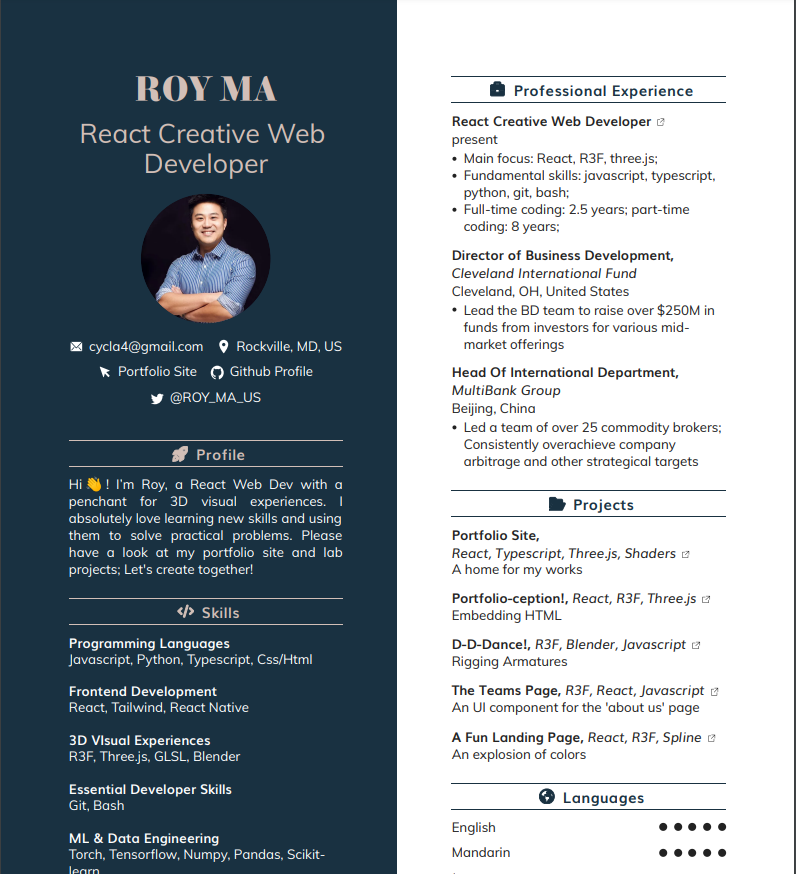 ROY MA
React Creative Web
Developer
cycla4@gmail.com Rockville, MD, US
Portfolio Site Github Profile
@ROY_MA_US
Profile
Hi 👋 ! I'm Roy, a React Web Dev with a
penchant for 3D visual experiences. I
absolutely love learning new skills and using
them to solve practical problems. Please
have a look at my portfolio site and lab
projects; Let's create together!
Skills
Programming Languages
Javascript, Python, Typescript, Css/Html
Frontend Development
React, Tailwind, React Native
3D VIsual Experiences
R3F, Three.js, GLSL, Blender
Essential Developer Skills
Git, Bash
ML & Data Engineering
Torch, Tensorflow, Numpy, Pandas, Scikit-
learn
Professional Experience
React Creative Web Developer
present
• Main focus: React, R3F, three.js;
• Fundamental skills: javascript, typescript,
python, git, bash;
• Full-time coding: 2.5 years; part-time
coding: 8 years;
Director of Business Development,
Cleveland International Fund
Cleveland, OH, United States
• Lead the BD team to raise over $250M in
funds from investors for various mid-
market offerings
Head Of International Department,
MultiBank Group
Beijing, China
• Led a team of over 25 commodity brokers;
Consistently overachieve company
arbitrage and other strategical targets
Projects
Portfolio Site,
React, Typescript, Three.js, Shaders
A home for my works
Portfolio-ception!, React, R3F, Three.js
Embedding HTML
D-D-Dance!, R3F, Blender, Javascript
Rigging Armatures
The Teams Page, R3F, React, Javascript
An UI component for the 'about us' page
A Fun Landing Page, React, R3F, Spline
An explosion of colors
Languages
English
Mandarin